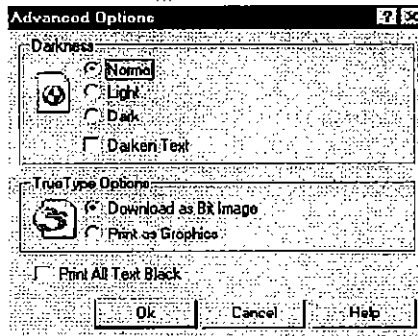 Advanced Options
Darkness
Normal
Light
Dark
Darken Text
TrueType Options
Download as Bit Image
Print as Graphics
Print All Text Black
Ok Cancel Help